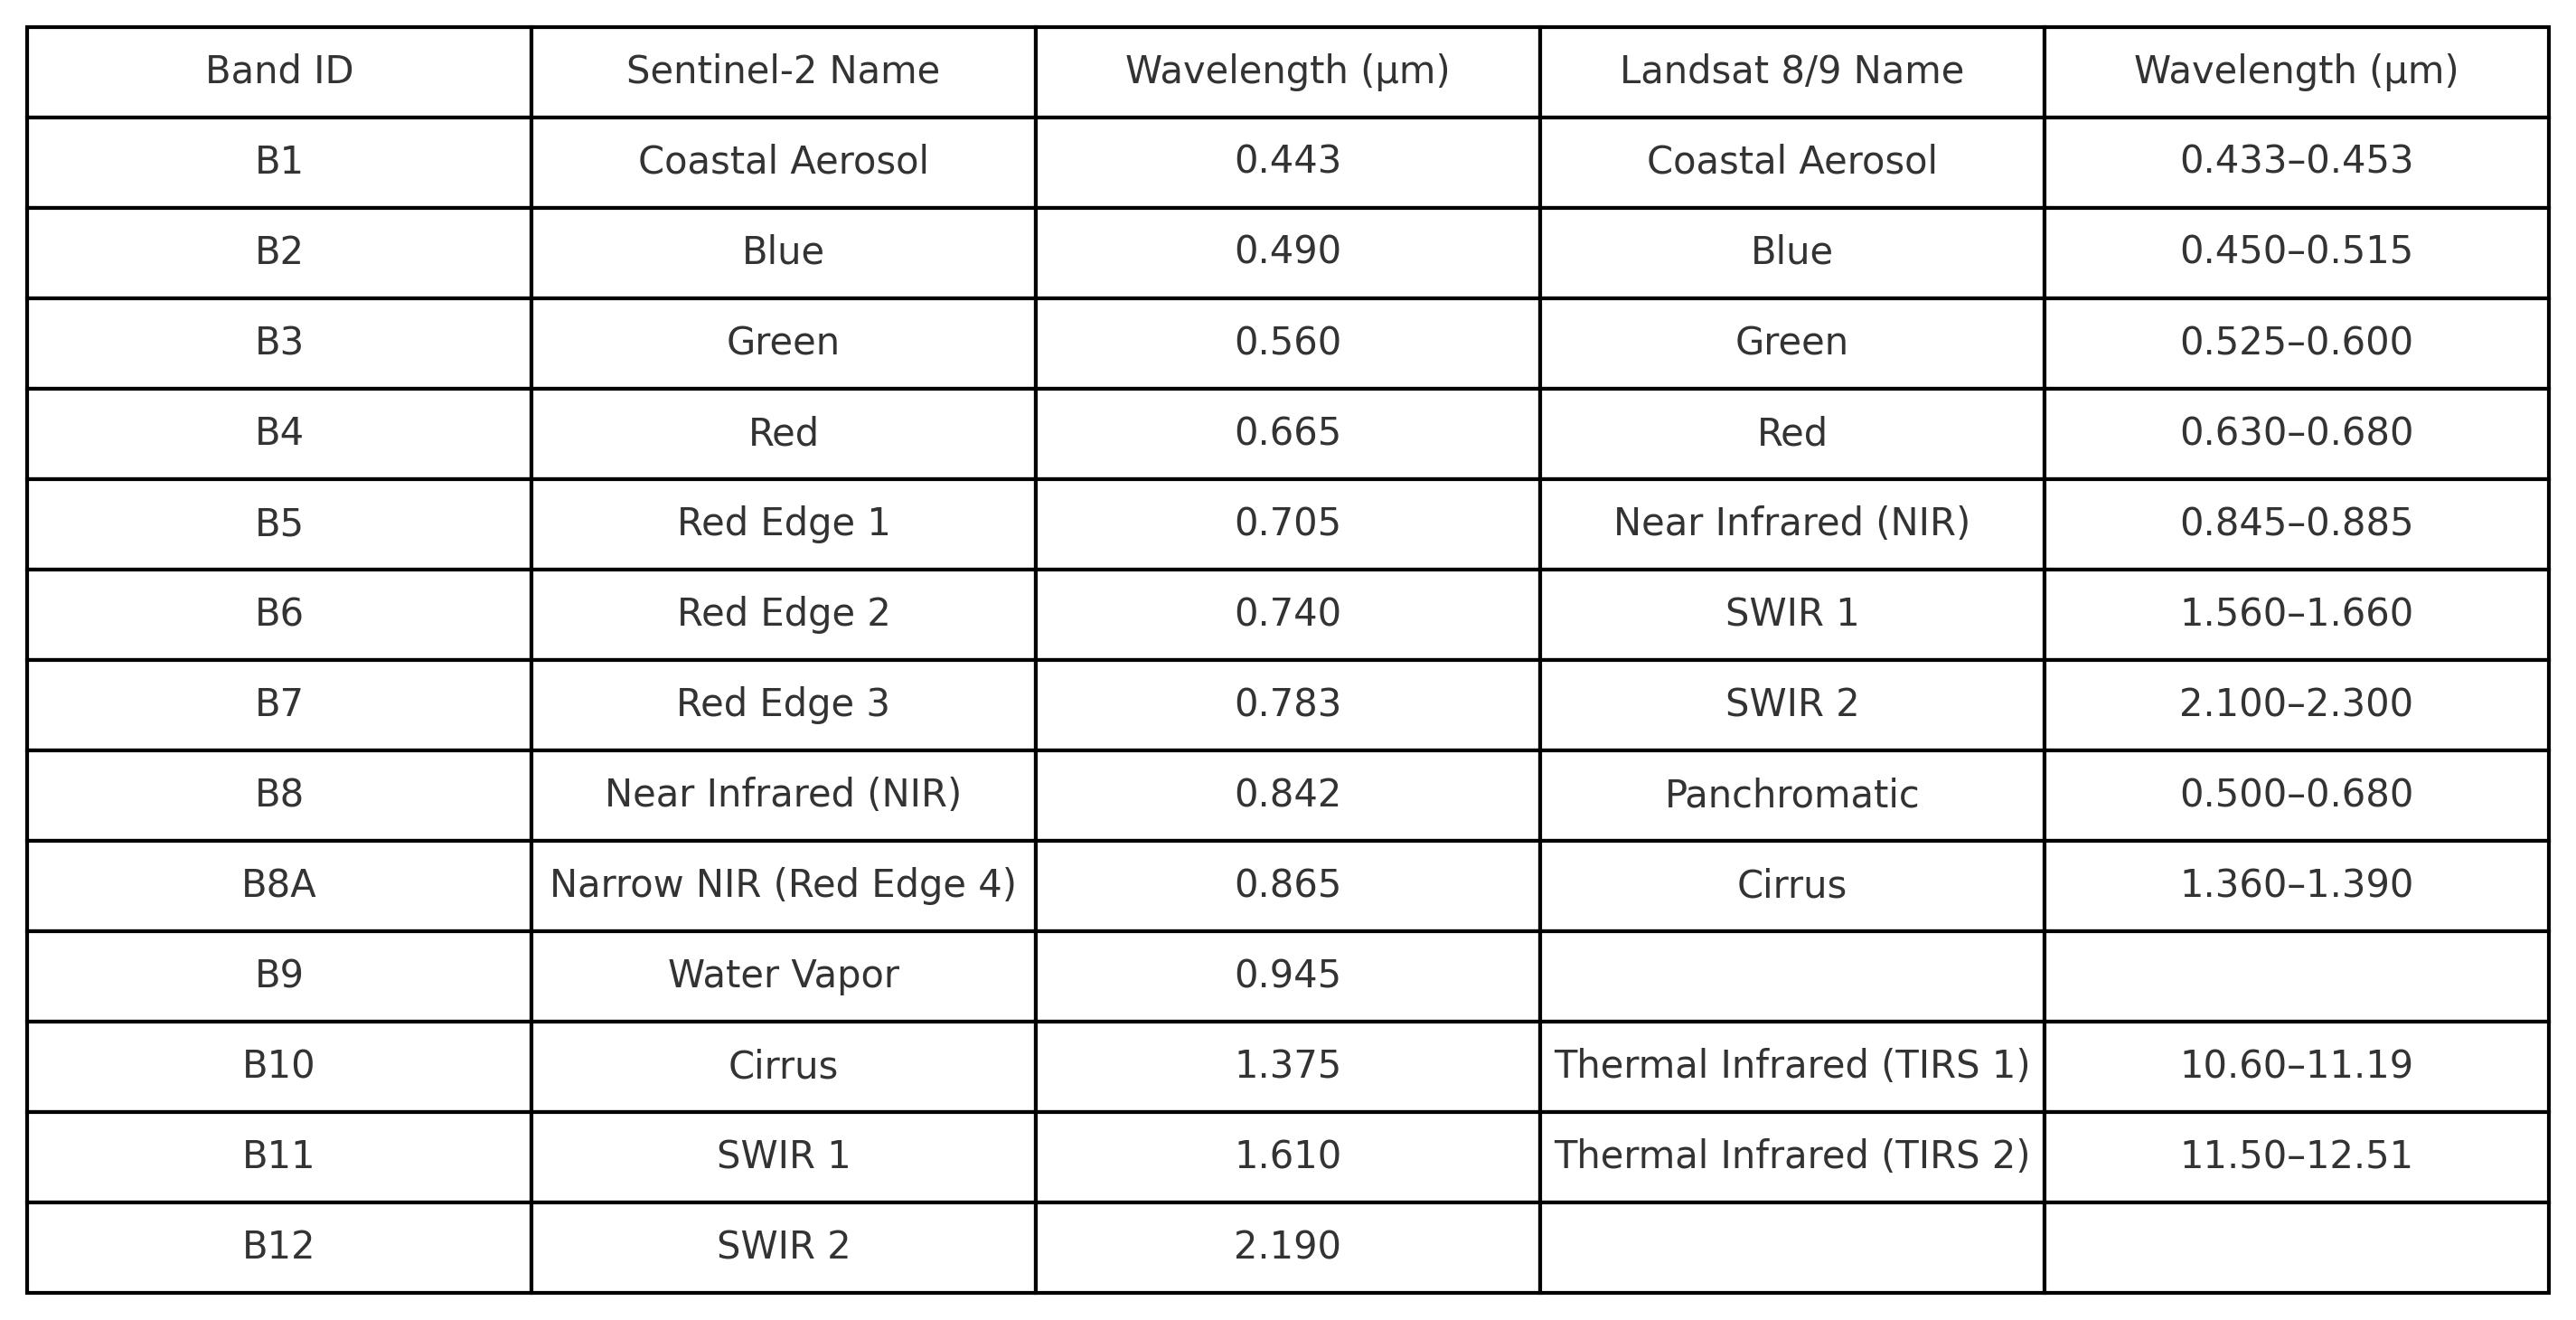 Band ID Sentinel-2 Name Wavelength (µm) Landsat 8/9 Name Wavelength (µm)
B1 Coastal Aerosol 0.443 Coastal Aerosol 0.433–0.453
B2 Blue 0.490 Blue 0.450–0.515
B3 Green 0.560 Green 0.525–0.600
B4 Red 0.665 Red 0.630–0.680
B5 Red Edge 1 0.705 Near Infrared (NIR) 0.845–0.885
B6 Red Edge 2 0.740 SWIR 1 1.560–1.660
B7 Red Edge 3 0.783 SWIR 2 2.100–2.300
B8 Near Infrared (NIR) 0.842 Panchromatic 0.500–0.680
B8A Narrow NIR (Red Edge 4) 0.865 Cirrus 1.360–1.390
B9 Water Vapor 0.945
B10 Cirrus 1.375 Thermal Infrared (TIRS 1) 10.60–11.19
B11 SWIR 1 1.610 Thermal Infrared (TIRS 2) 11.50–12.51
B12 SWIR 2 2.190